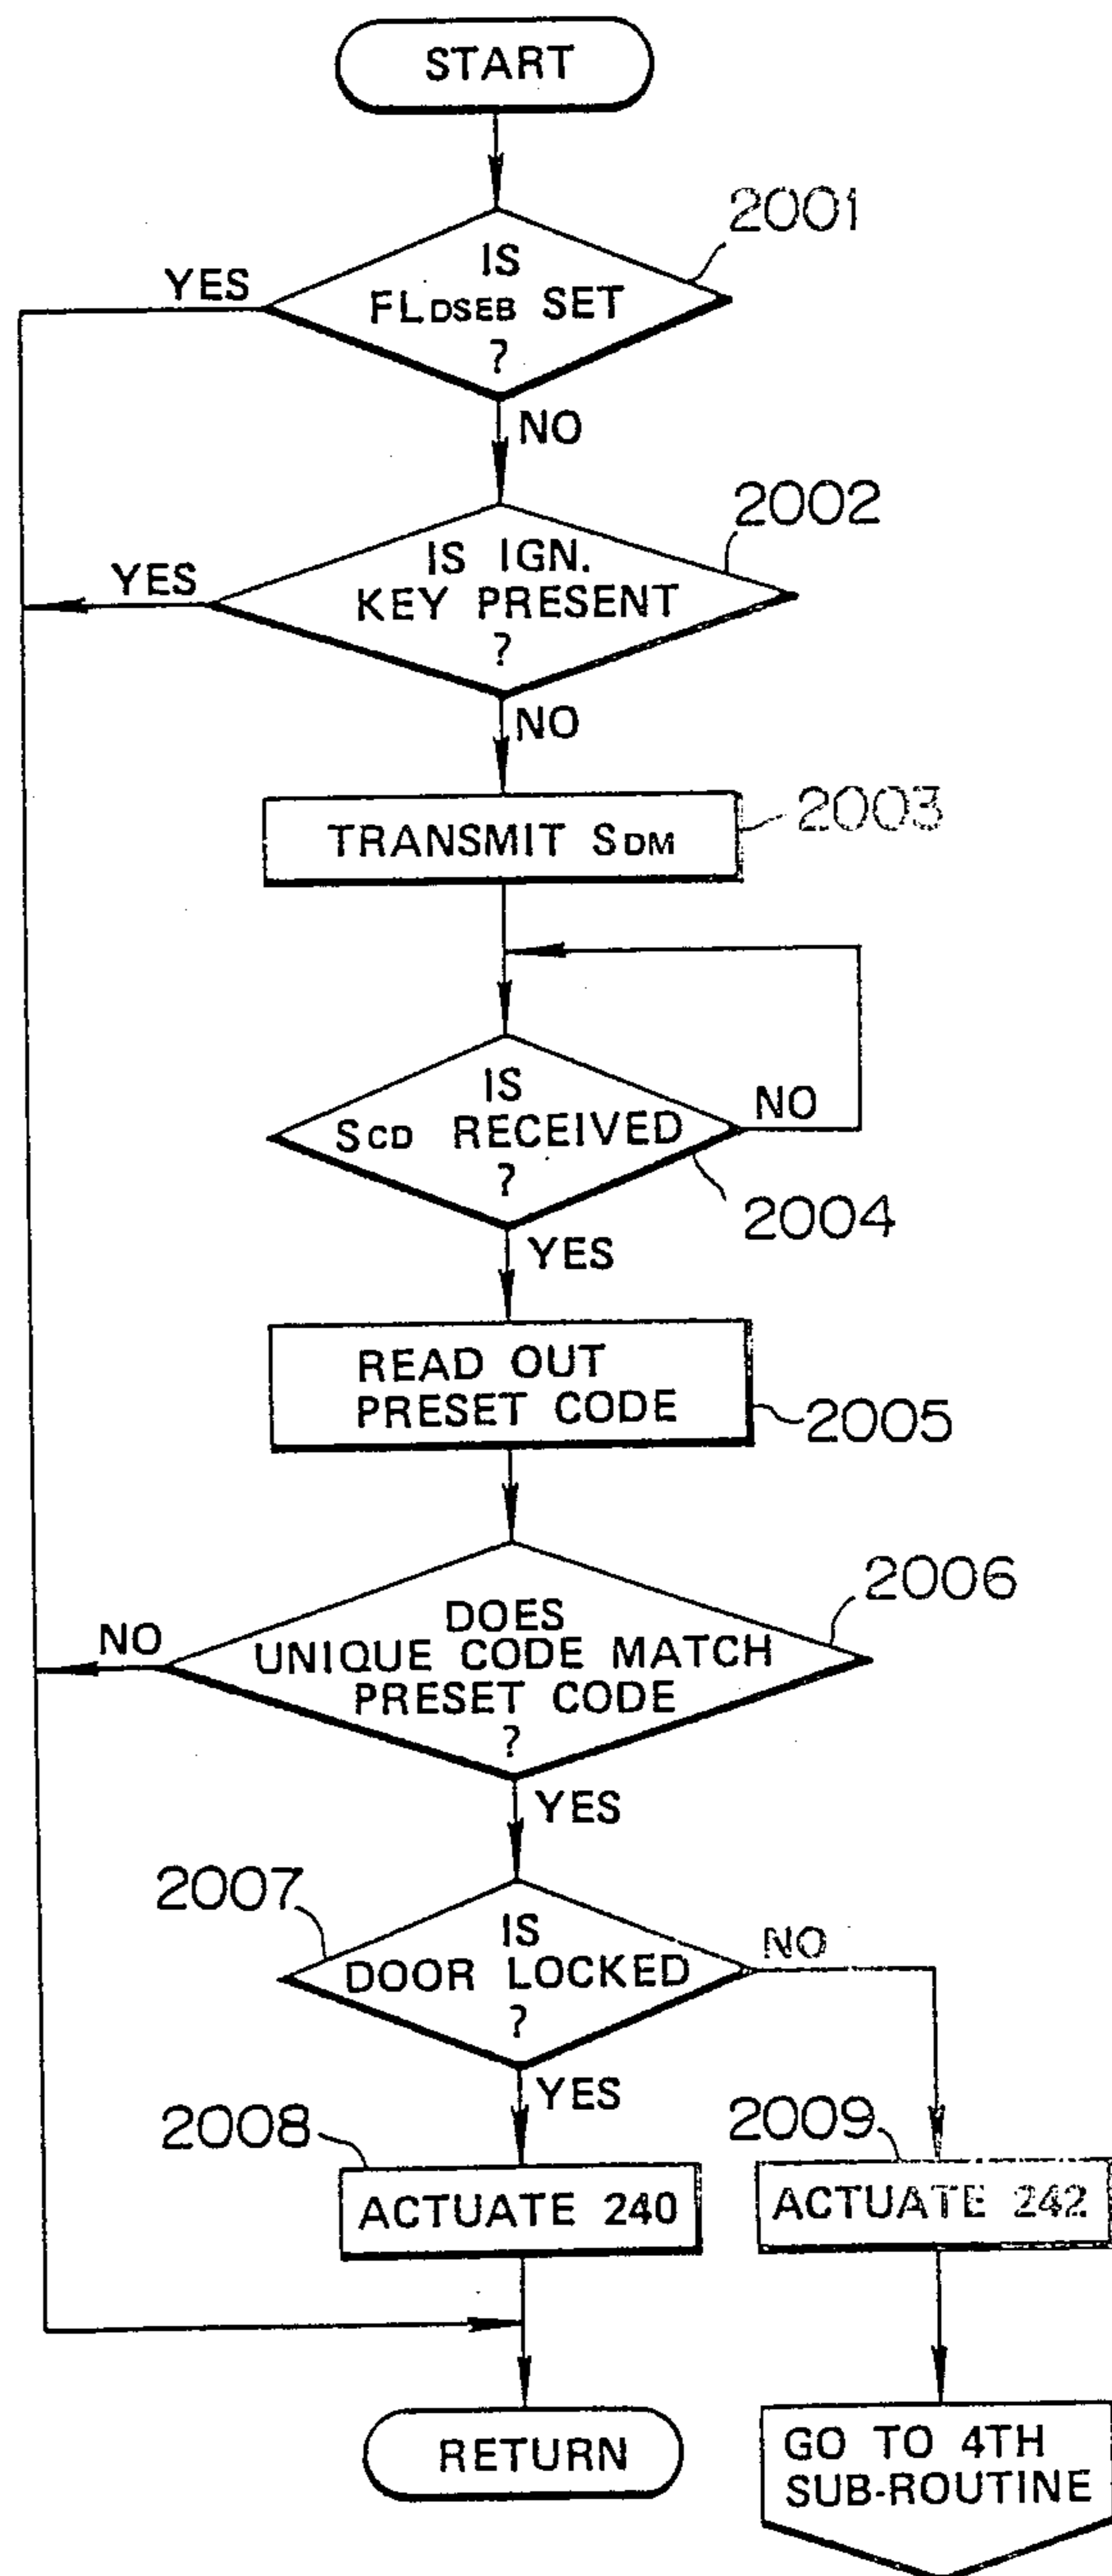 START
2001
IS
FLDSEB SET
?
YES
NO
2002
IS IGN.
KEY PRESENT
?
YES
NO
TRANSMIT SDM
2003
IS
SCD RECEIVED
?
NO
2004
YES
READ OUT
PRESET CODE
2005
2006
DOES
UNIQUE CODE MATCH
PRESET CODE
?
NO
YES
2007
IS
DOOR LOCKED
?
NO
YES
2008
2009
ACTUATE 240
ACTUATE 242
RETURN
GO TO 4TH
SUB-ROUTINE